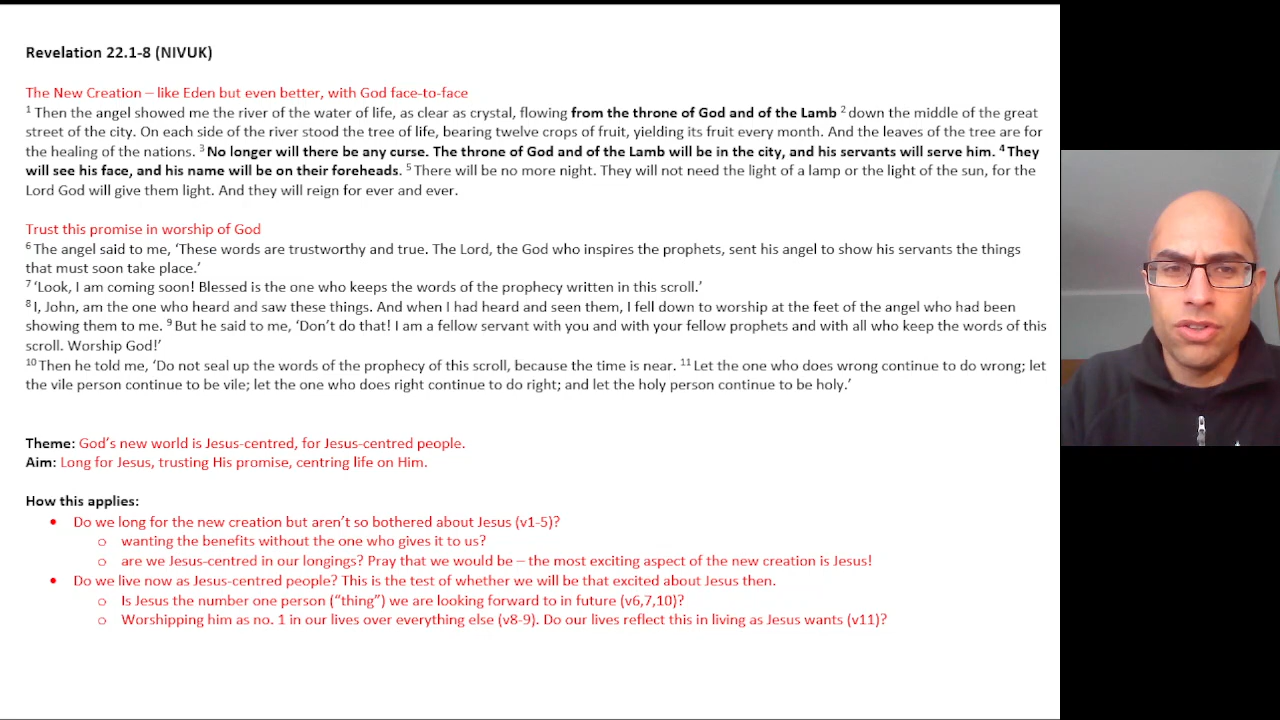 Revelation 22.1-8 (NIVUK)
The New Creation – like Eden but even better, with God face-to-face
1 Then the angel showed me the river of the water of life, as clear as crystal, flowing from the throne of God and of the Lamb 2 down the middle of the great
street of the city. On each side of the river stood the tree of life, bearing twelve crops of fruit, yielding its fruit every month. And the leaves of the tree are for
the healing of the nations. 3 No longer will there be any curse. The throne of God and of the Lamb will be in the city, and his servants will serve him. 4 They
will see his face, and his name will be on their foreheads. 5 There will be no more night. They will not need the light of a lamp or the light of the sun, for the
Lord God will give them light. And they will reign for ever and ever.
Trust this promise in worship of God
6 The angel said to me, ‘These words are trustworthy and true. The Lord, the God who inspires the prophets, sent his angel to show his servants the things
that must soon take place.’
7 ‘Look, I am coming soon! Blessed is the one who keeps the words of the prophecy written in this scroll.’
8 I, John, am the one who heard and saw these things. And when I had heard and seen them, I fell down to worship at the feet of the angel who had been
showing them to me. 9 But he said to me, ‘Don’t do that! I am a fellow servant with you and with your fellow prophets and with all who keep the words of this
scroll. Worship God!’
10 Then he told me, ‘Do not seal up the words of the prophecy of this scroll, because the time is near. 11 Let the one who does wrong continue to do wrong; let
the vile person continue to be vile; let the one who does right continue to do right; and let the holy person continue to be holy.’
Theme: God’s new world is Jesus-centred, for Jesus-centred people.
Aim: Long for Jesus, trusting His promise, centring life on Him.
How this applies:
• Do we long for the new creation but aren’t so bothered about Jesus (v1-5)?
o wanting the benefits without the one who gives it to us?
o are we Jesus-centred in our longings? Pray that we would be – the most exciting aspect of the new creation is Jesus!
• Do we live now as Jesus-centred people? This is the test of whether we will be that excited about Jesus then.
o Is Jesus the number one person (“thing”) we are looking forward to in future (v6,7,10)?
o Worshipping him as no. 1 in our lives over everything else (v8-9). Do our lives reflect this in living as Jesus wants (v11)?